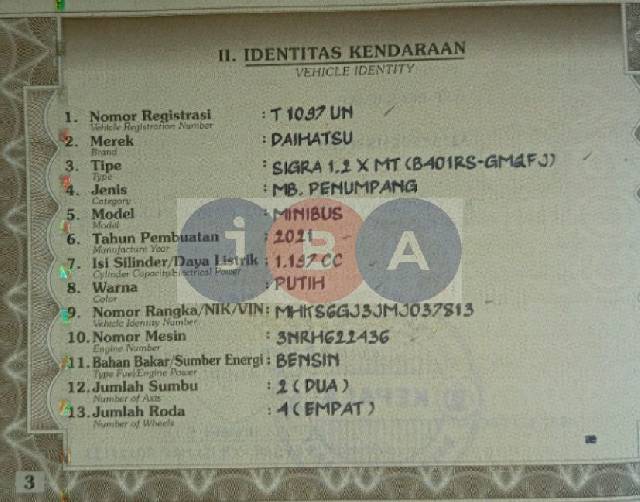 II. IDENTITAS KENDARAAN
VEHICLE IDENTITY
1. Nomor Registrasi : T 1097 UN
Vehicle Registration Number
2. Merek : DAIHATSU
Brand
3. Tipe : SIGRA 1.2 X MT (B401RS-GMQFJ)
Type
4. Jenis : MB. PENUMPANG
Category
5. Model : MINIBUS
Model
6. Tahun Pembuatan : 2021
Manufacture Year
7. Isi Silinder/Daya Listrik : 1.197 CC
Cylinder Capacity/Electrical Power
8. Warna : PUTIH
Color
9. Nomor Rangka/NIK/VIN : MHKS6GJ3JMJ037813
Vehicle Identity Number
10. Nomor Mesin : 3NRH622436
Engine Number
11. Bahan Bakar/Sumber Energi : BENSIN
Type Fuel/Engine Power
12. Jumlah Sumbu : 2 (DUA)
Number of Axis
13. Jumlah Roda : 4 (EMPAT)
Number of Wheels
iBA
3